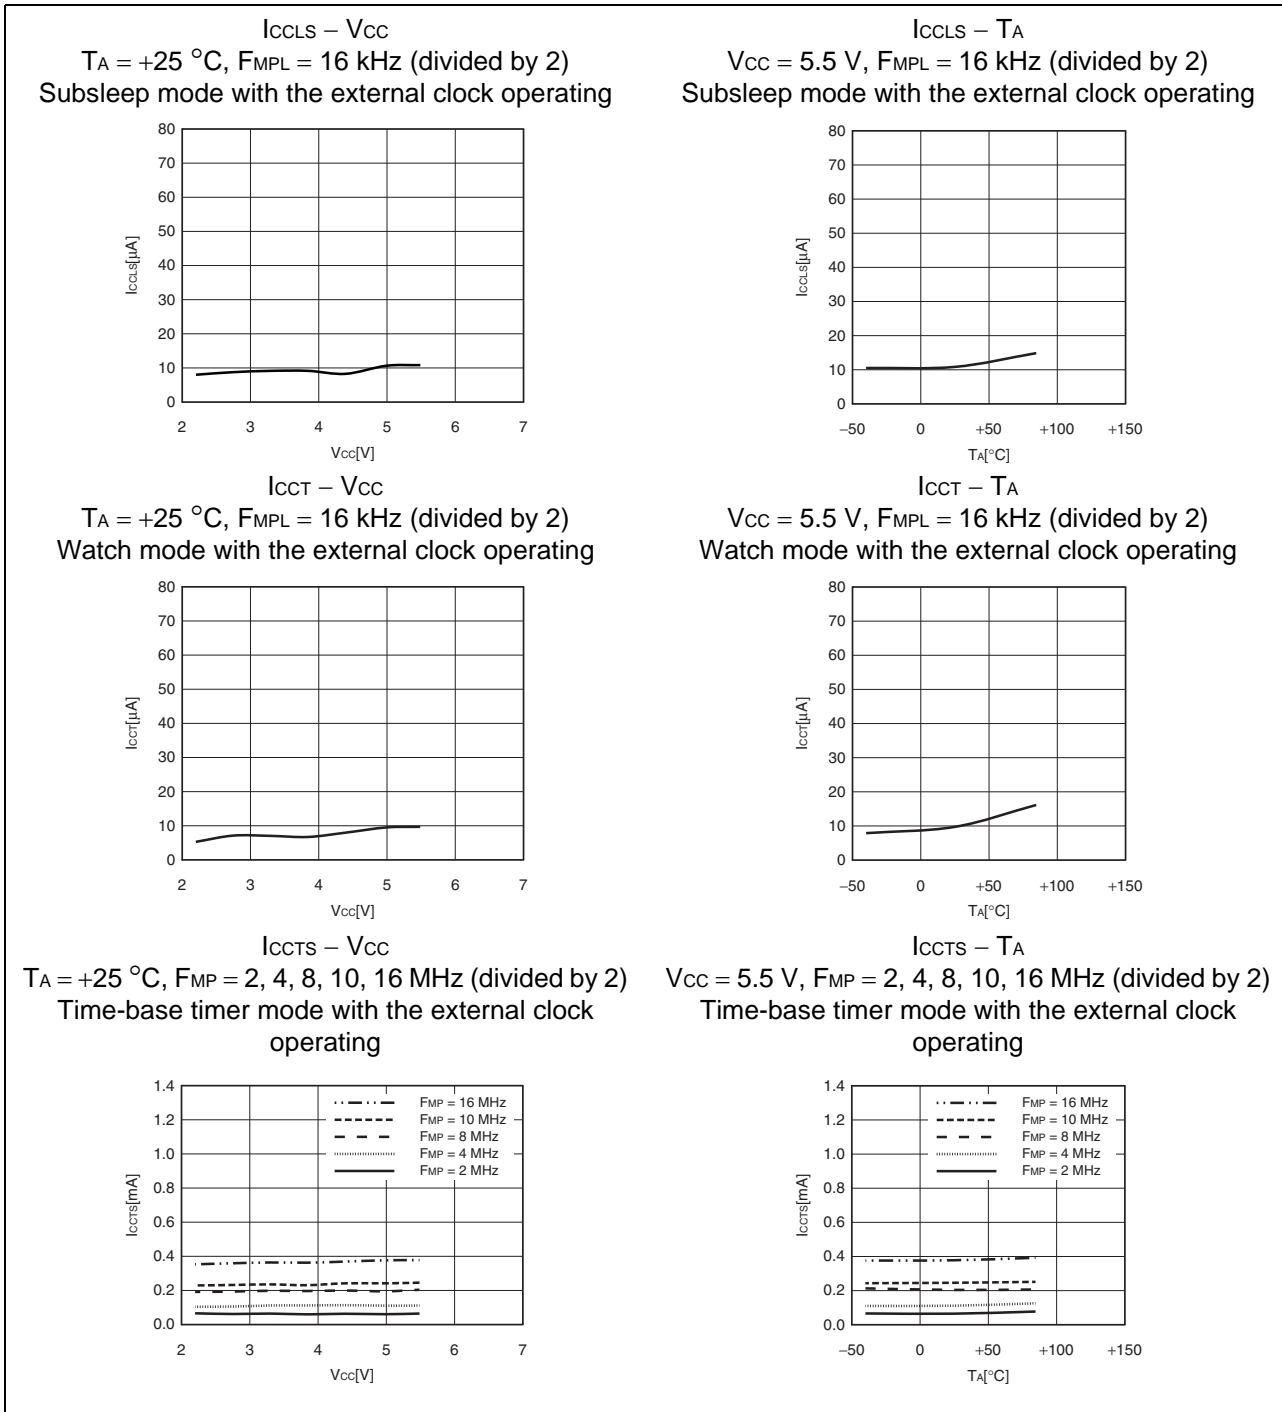 ICCLS − VCC
TA = +25 °C, FMPL = 16 kHz (divided by 2)
Subsleep mode with the external clock operating
80
70
60
50
40
30
20
10
0
ICCLS[µA]
2 3 4 5 6 7
VCC[V]
ICCLS − TA
VCC = 5.5 V, FMPL = 16 kHz (divided by 2)
Subsleep mode with the external clock operating
80
70
60
50
40
30
20
10
0
ICCLS[µA]
−50 0 +50 +100 +150
TA[°C]
ICCT − VCC
TA = +25 °C, FMPL = 16 kHz (divided by 2)
Watch mode with the external clock operating
80
70
60
50
40
30
20
10
0
ICCT[µA]
2 3 4 5 6 7
VCC[V]
ICCT − TA
VCC = 5.5 V, FMPL = 16 kHz (divided by 2)
Watch mode with the external clock operating
80
70
60
50
40
30
20
10
0
ICCT[µA]
−50 0 +50 +100 +150
TA[°C]
ICCTS − VCC
TA = +25 °C, FMP = 2, 4, 8, 10, 16 MHz (divided by 2)
Time-base timer mode with the external clock
operating
1.4
1.2
1.0
0.8
0.6
0.4
0.2
0.0
ICCTS[mA]
FMP = 16 MHz
FMP = 10 MHz
FMP = 8 MHz
FMP = 4 MHz
FMP = 2 MHz
2 3 4 5 6 7
VCC[V]
ICCTS − TA
VCC = 5.5 V, FMP = 2, 4, 8, 10, 16 MHz (divided by 2)
Time-base timer mode with the external clock
operating
1.4
1.2
1.0
0.8
0.6
0.4
0.2
0.0
ICCTS[mA]
FMP = 16 MHz
FMP = 10 MHz
FMP = 8 MHz
FMP = 4 MHz
FMP = 2 MHz
−50 0 +50 +100 +150
TA[°C]